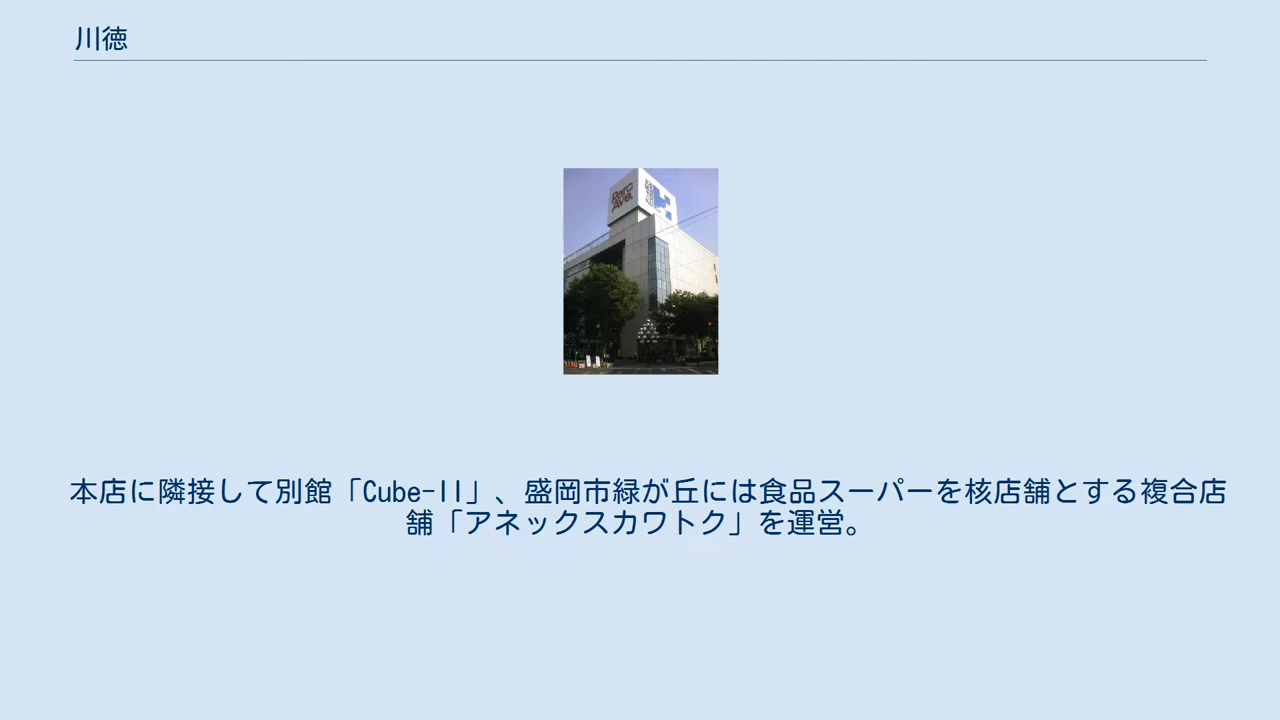 川徳
Parc
Ave.
本店に隣接して別館「Cube-II」、盛岡市緑が丘には食品スーパーを核店舗とする複合店
舗「アネックスカワトク」を運営。